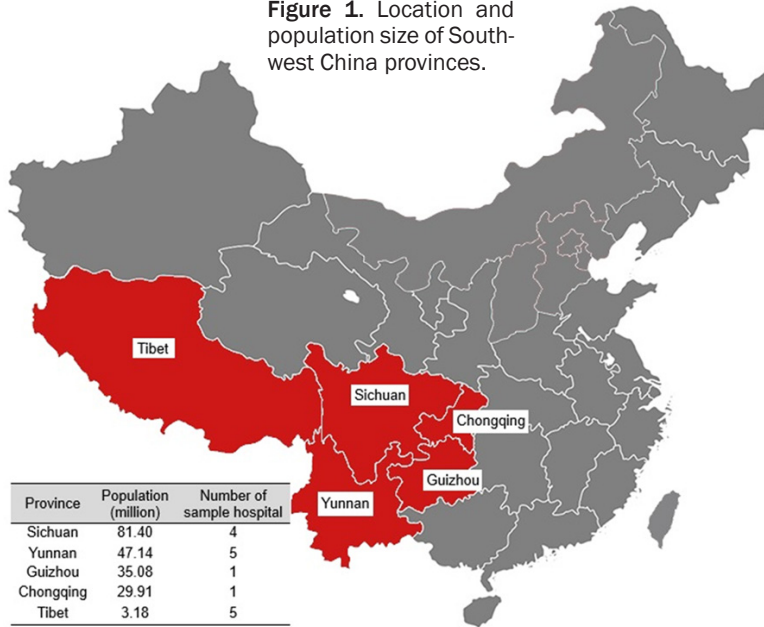 Figure 1. Location and
population size of South-
west China provinces.
Tibet
Sichuan
Chongqing
Guizhou
Yunnan
Province Population (million) Number of sample hospital
Sichuan 81.40 4
Yunnan 47.14 5
Guizhou 35.08 1
Chongqing 29.91 1
Tibet 3.18 5